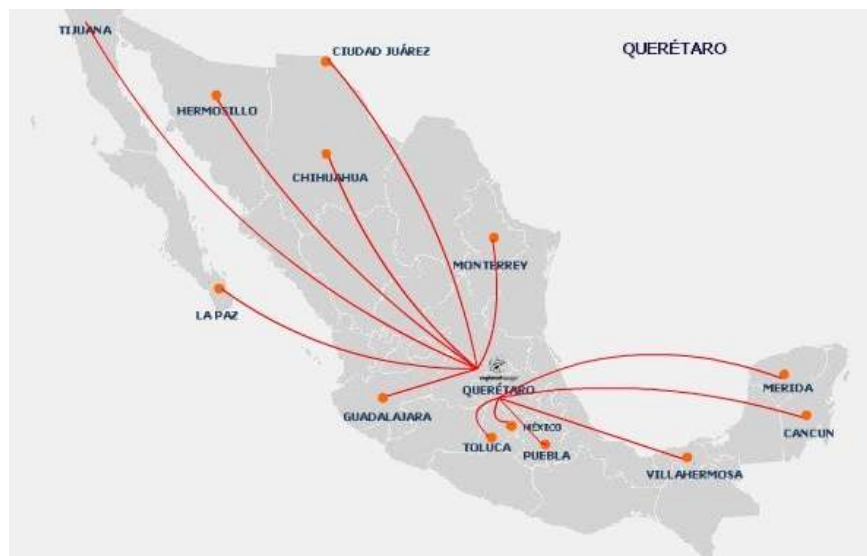 TIJUANA
CIUDAD JUÁREZ
QUERÉTARO
HERMOSILLO
CHIHUAHUA
MONTERREY
LA PAZ
QUERÉTARO
MERIDA
GUADALAJARA
MÉXICO
CANCUN
TOLUCA
PUEBLA
VILLAHERMOSA